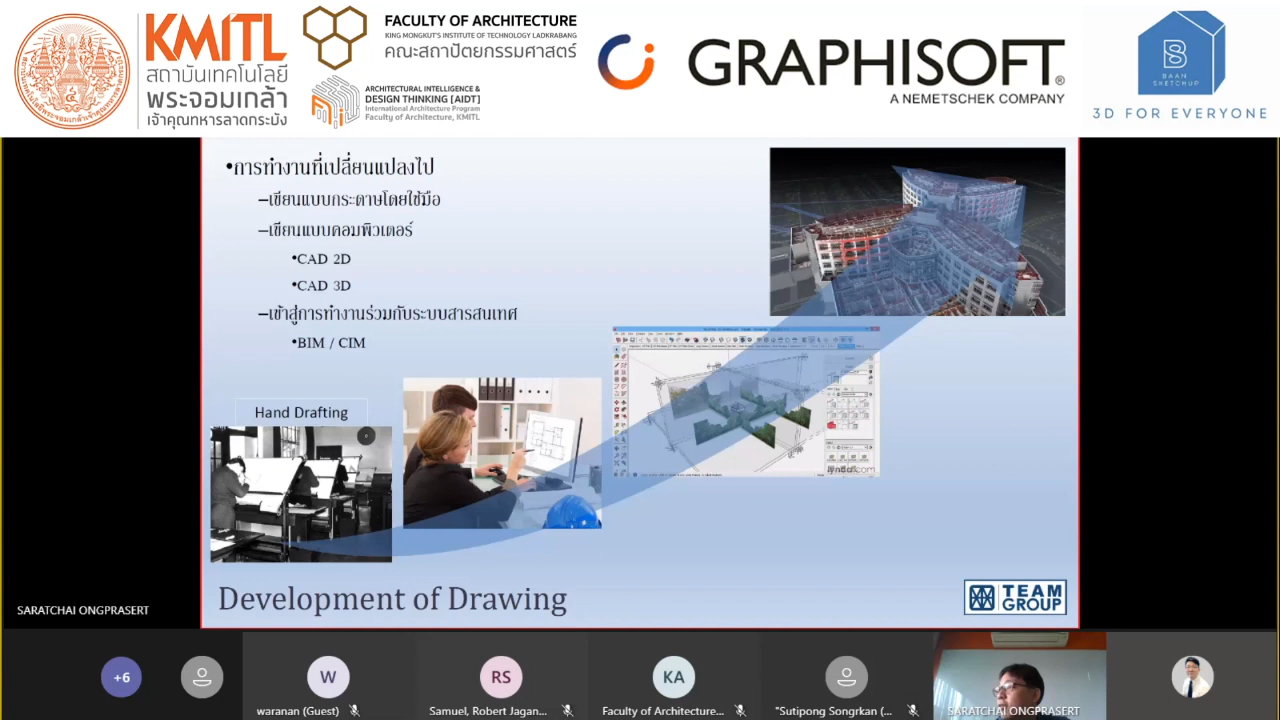 KMITL
สถาบันเทคโนโลยี
พระจอมเกล้า
เจ้าคุณทหารลาดกระบัง
FACULTY OF ARCHITECTURE
KING MONGKUT'S INSTITUTE OF TECHNOLOGY LADKRABANG
คณะสถาปัตยกรรมศาสตร์
ARCHITECTURAL INTELLIGENCE &
DESIGN THINKING [AIDT]
International Architecture Program
Faculty of Architecture, KMITL
GRAPHISOFT®
A NEMETSCHEK COMPANY
B
BAAN
SKETCHUP
3D FOR EVERYONE
•การทำงานที่เปลี่ยนแปลงไป
–เขียนแบบกระดาษโดยใช้มือ
–เขียนแบบคอมพิวเตอร์
•CAD 2D
•CAD 3D
–เข้าสู่การทำงานร่วมกับระบบสารสนเทศ
•BIM / CIM
Hand Drafting
lynda.com
Development of Drawing
TEAM
GROUP
SARATCHAI ONGPRASERT
+6
W
waranan (Guest)
RS
Samuel, Robert Jagan...
KA
Faculty of Architecture...
"Sutipong Songrkan (...
SARATCHAI ONGPRASERT